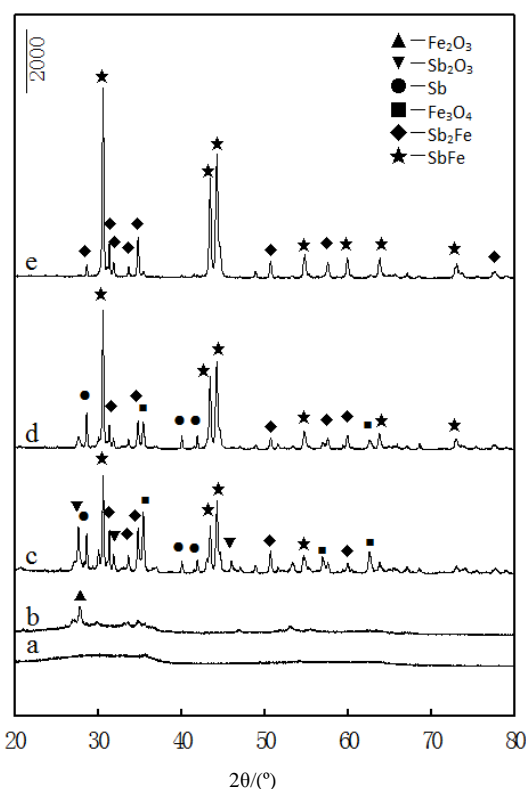 2000
▲—Fe₂O₃
▼—Sb₂O₃
●—Sb
■—Fe₃O₄
◆—Sb₂Fe
★—SbFe
e
d
c
b
a
20 30 40 50 60 70 80
2θ/(º)